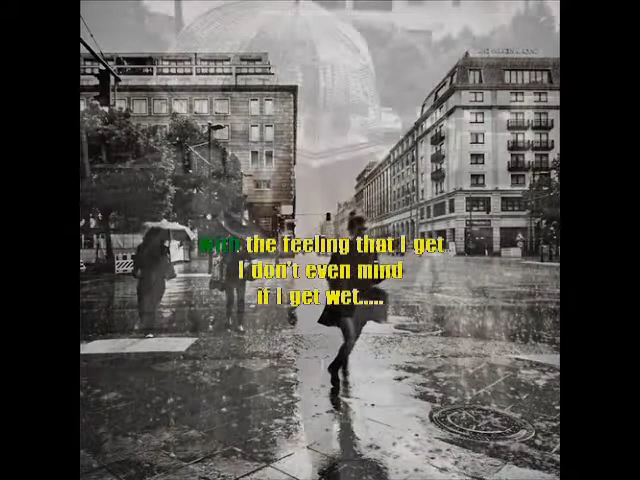 With the feeling that I get
I don't even mind
if I get wet.....